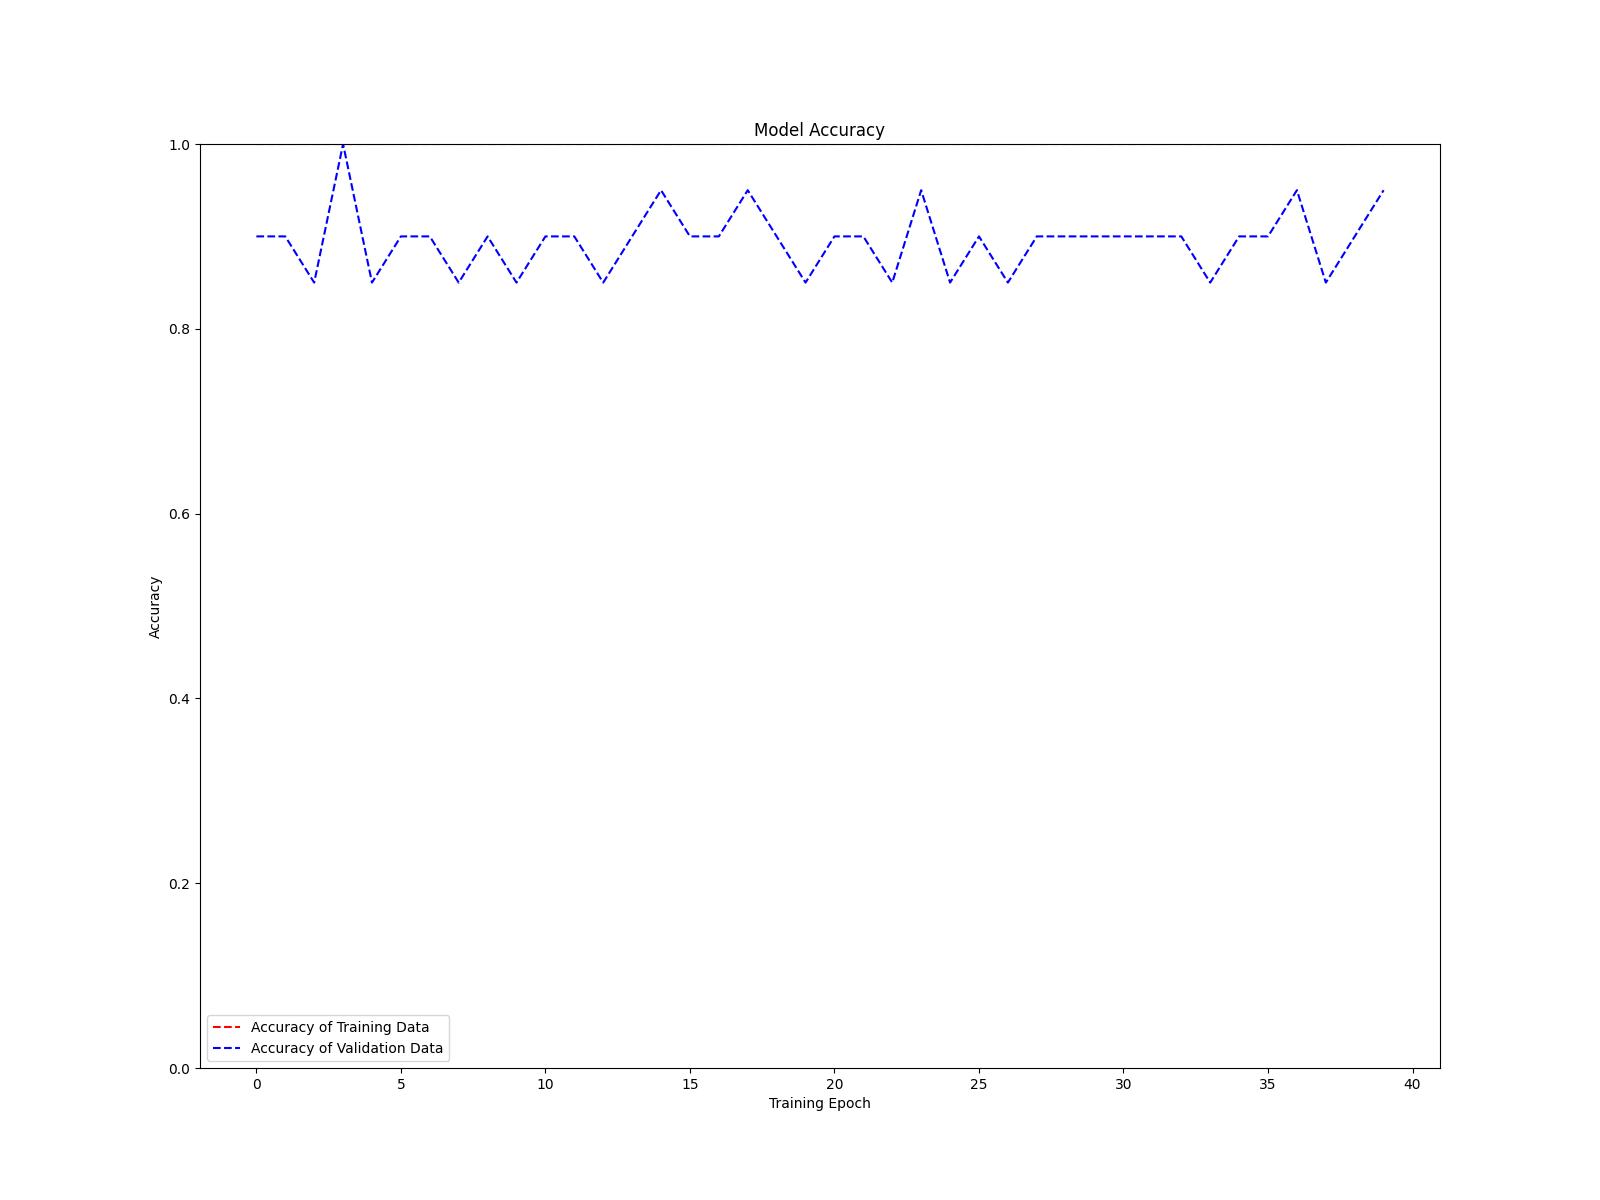 Model Accuracy
1.0
0.8
0.6
0.4
0.2
0.0
Accuracy
Accuracy of Training Data
Accuracy of Validation Data
0 5 10 15 20 25 30 35 40
Training Epoch